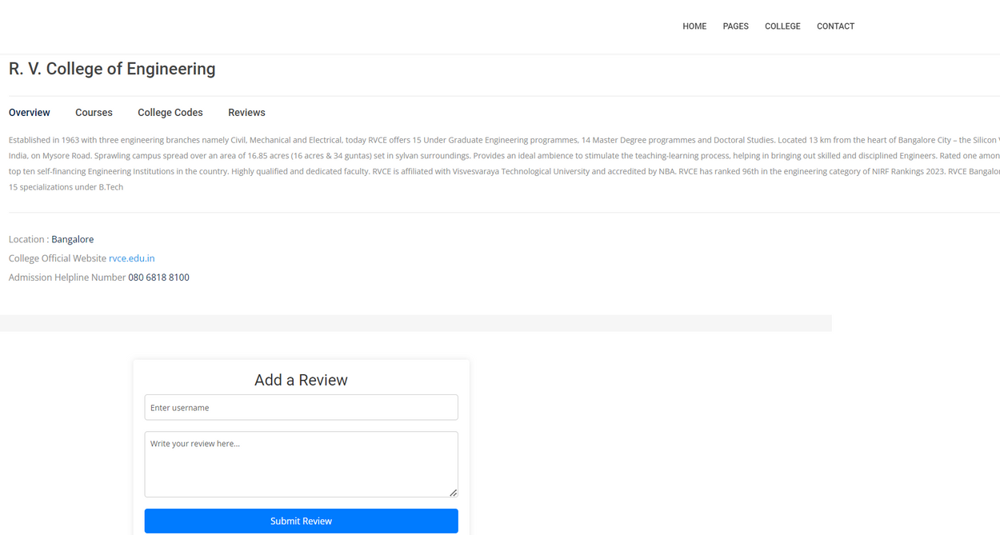 HOME PAGES COLLEGE CONTACT
R. V. College of Engineering
Overview Courses College Codes Reviews
Established in 1963 with three engineering branches namely Civil, Mechanical and Electrical, today RVCE offers 15 Under Graduate Engineering programmes, 14 Master Degree programmes and Doctoral Studies. Located 13 km from the heart of Bangalore City – the Silicon
India, on Mysore Road. Sprawling campus spread over an area of 16.85 acres (16 acres & 34 guntas) set in sylvan surroundings. Provides an ideal ambience to stimulate the teaching-learning process, helping in bringing out skilled and disciplined Engineers. Rated one
top ten self-financing Engineering Institutions in the country. Highly qualified and dedicated faculty. RVCE is affiliated with Visvesvaraya Technological University and accredited by NBA. RVCE has ranked 96th in the engineering category of NIRF Rankings 2023. RVCE
15 specializations under B.Tech
Location : Bangalore
College Official Website rvce.edu.in
Admission Helpline Number 080 6818 8100
Add a Review
Enter username
Write your review here...
Submit Review